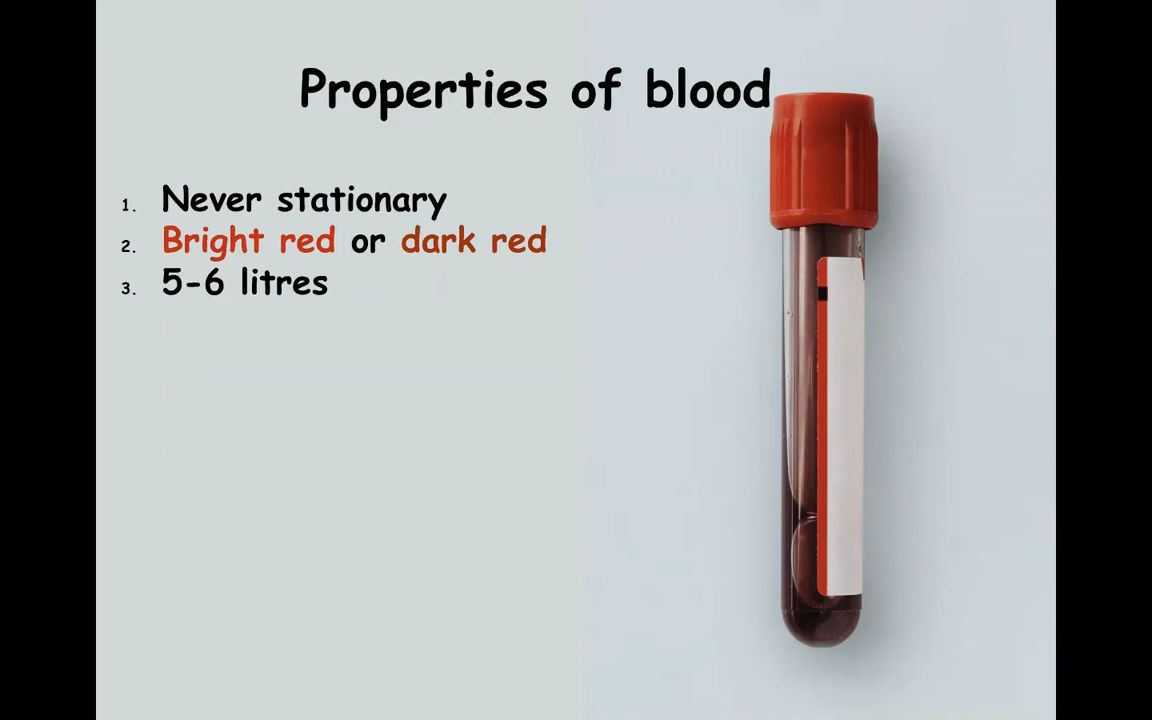 Properties of blood
1. Never stationary
2. Bright red or dark red
3. 5-6 litres